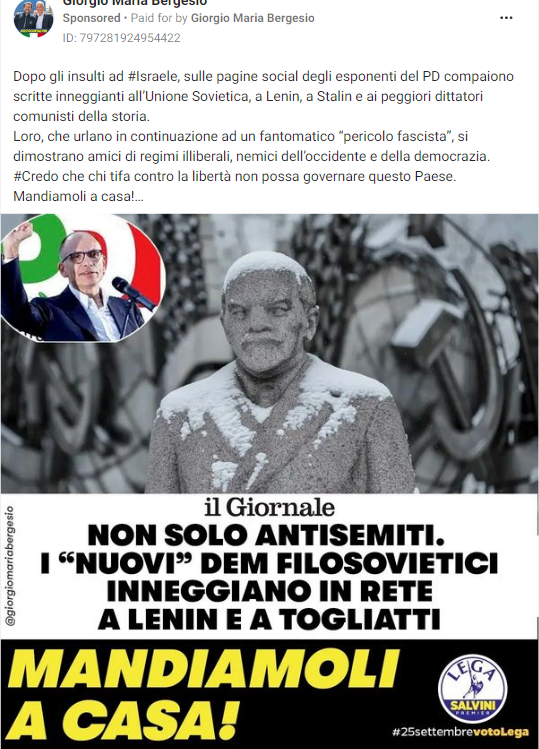 Giorgio Maria Bergesio
Sponsored • Paid for by Giorgio Maria Bergesio
ID: 797281924954422
Dopo gli insulti ad #Israele, sulle pagine social degli esponenti del PD compaiono
scritte inneggianti all'Unione Sovietica, a Lenin, a Stalin e ai peggiori dittatori
comunisti della storia.
Loro, che urlano in continuazione ad un fantomatico "pericolo fascista", si
dimostrano amici di regimi illiberali, nemici dell'occidente e della democrazia.
#Credo che chi tifa contro la libertà non possa governare questo Paese.
Mandiamoli a casa!...
il Giornale
NON SOLO ANTISEMITI.
I “NUOVI” DEM FILOSOVIETICI
INNEGGIANO IN RETE
A LENIN E A TOGLIATTI
@giorgiomariabergesio
MANDIAMOLI
A CASA!
LEGA
SALVINI
PREMIER
#25settembrevotoLega